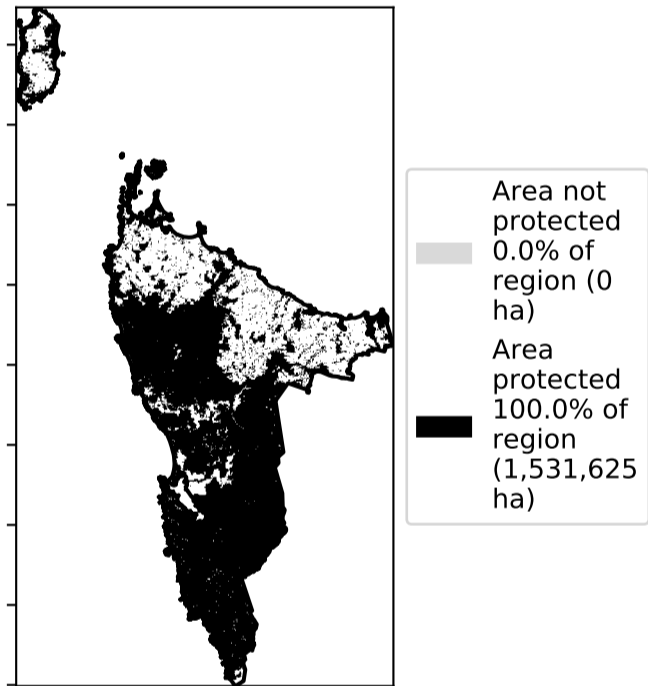 Area not
protected
0.0% of
region (0
ha)
Area
protected
100.0% of
region
(1,531,625
ha)